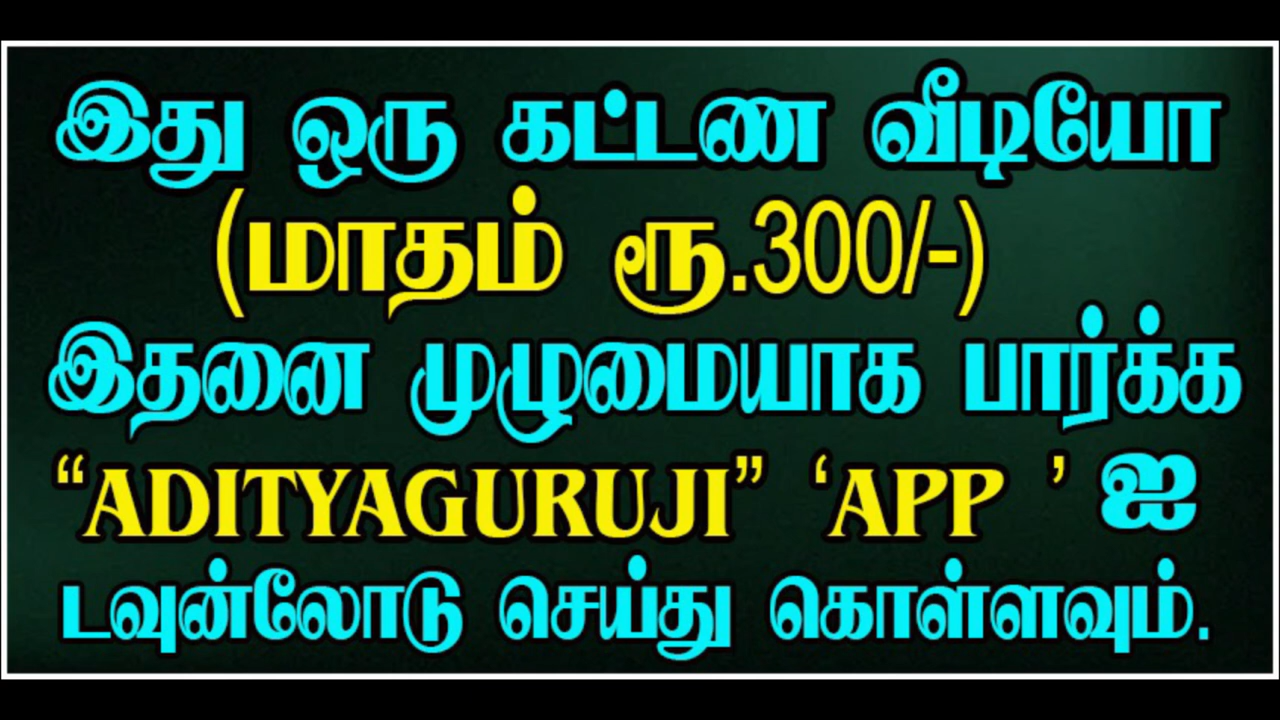 இது ஒரு கட்டண வீடியோ
(மாதம் ரூ.300/-)
இதனை முழுமையாக பார்க்க
“ADITYAGURUJI” ‘APP ’ ஐ
டவுன்லோடு செய்து கொள்ளவும்.